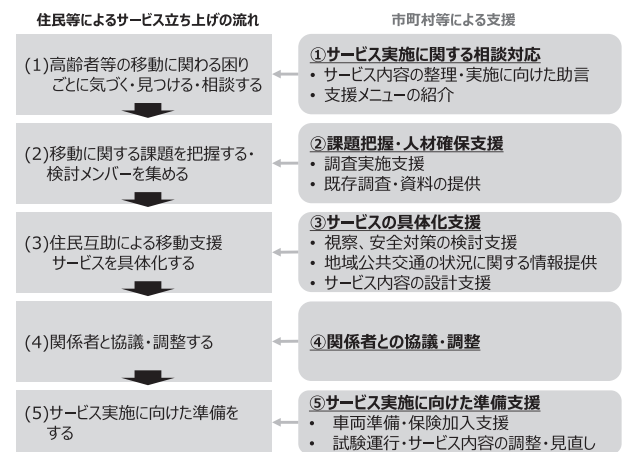 住民等によるサービス立ち上げの流れ
市町村等による支援
(1)高齢者等の移動に関わる困り
ごとに気づく・見つける・相談する
①サービス実施に関する相談対応
• サービス内容の整理・実施に向けた助言
• 支援メニューの紹介
(2)移動に関する課題を把握する・
検討メンバーを集める
②課題把握・人材確保支援
• 調査実施支援
• 既存調査・資料の提供
(3)住民互助による移動支援
サービスを具体化する
③サービスの具体化支援
• 視察、安全対策の検討支援
• 地域公共交通の状況に関する情報提供
• サービス内容の設計支援
(4)関係者と協議・調整する
④関係者との協議・調整
(5)サービス実施に向けた準備を
する
⑤サービス実施に向けた準備支援
• 車両準備・保険加入支援
• 試験運行・サービス内容の調整・見直し